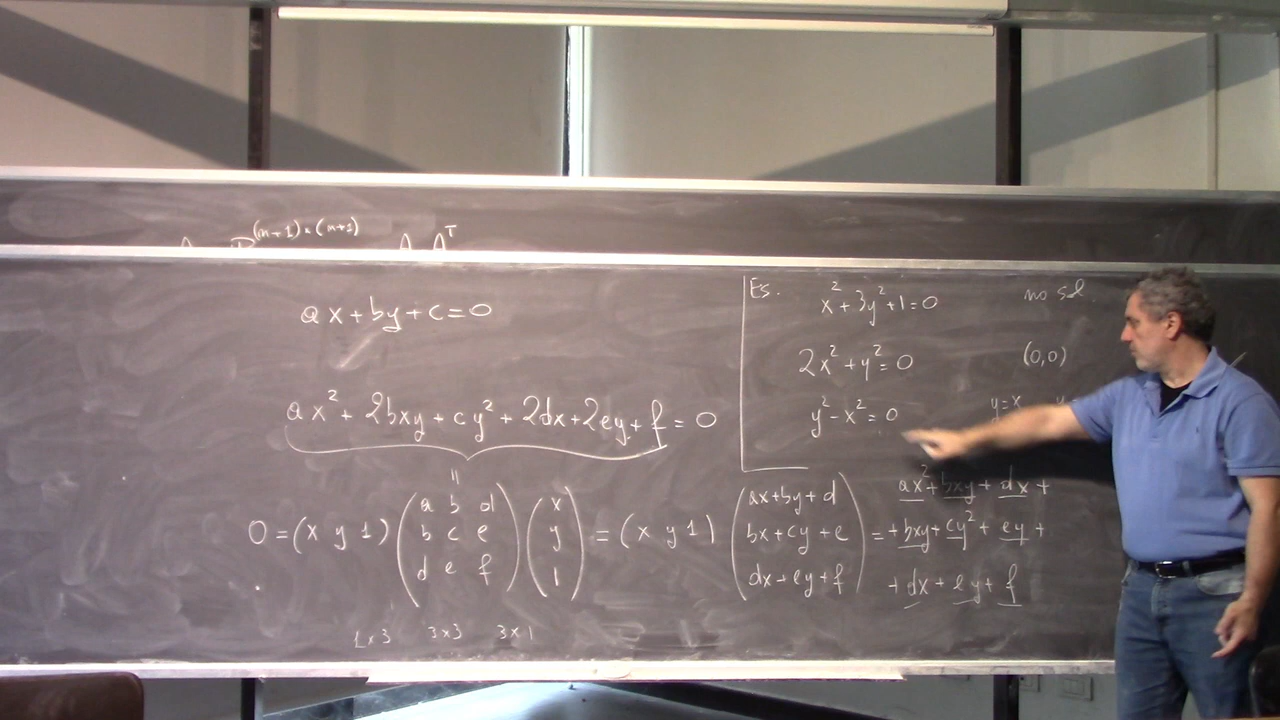 (n+1)×(n+1)
A A^T
ax+by+c=0
ax²+2bxy+cy²+2dx+2ey+f=0
"
0=(x y 1) (a b d
b c e
d e f) (x
y
1) = (x y 1) (ax+by+d
bx+cy+e
dx+ey+f) = ax²+bxy+dx+
+bxy+cy²+ey+
+dx+ey+f
1×3 3×3 3×1
Es. x²+3y²+1=0 no sol.
2x²+y²=0 (0,0)
y²-x²=0 y=x